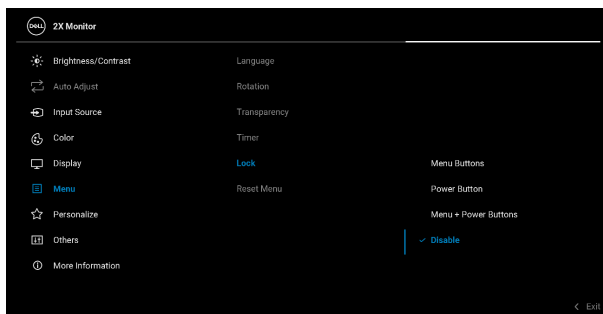 DELL 2X Monitor
Brightness/Contrast Language
Auto Adjust Rotation
Input Source Transparency
Color Timer
Display Lock Menu Buttons
Menu Reset Menu Power Button
Personalize Menu + Power Buttons
Others Disable
More Information
Exit